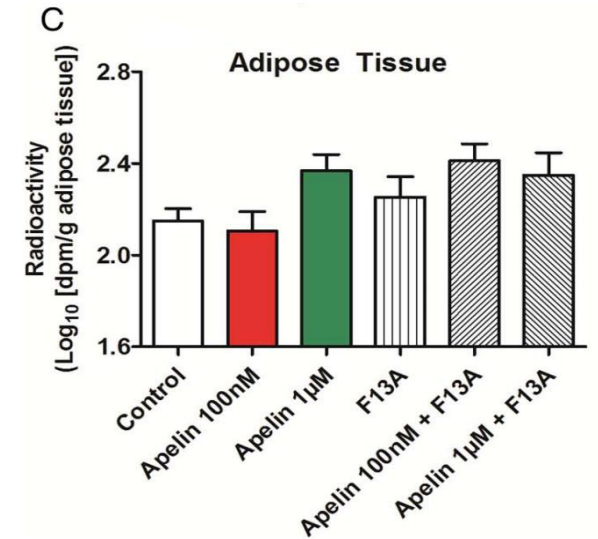 C
Adipose Tissue
Radioactivity
(Log₁₀ [dpm/g adipose tissue])
2.8
2.4
2.0
1.6
Control
Apelin 100nM
Apelin 1µM
F13A
Apelin 100nM + F13A
Apelin 1µM + F13A